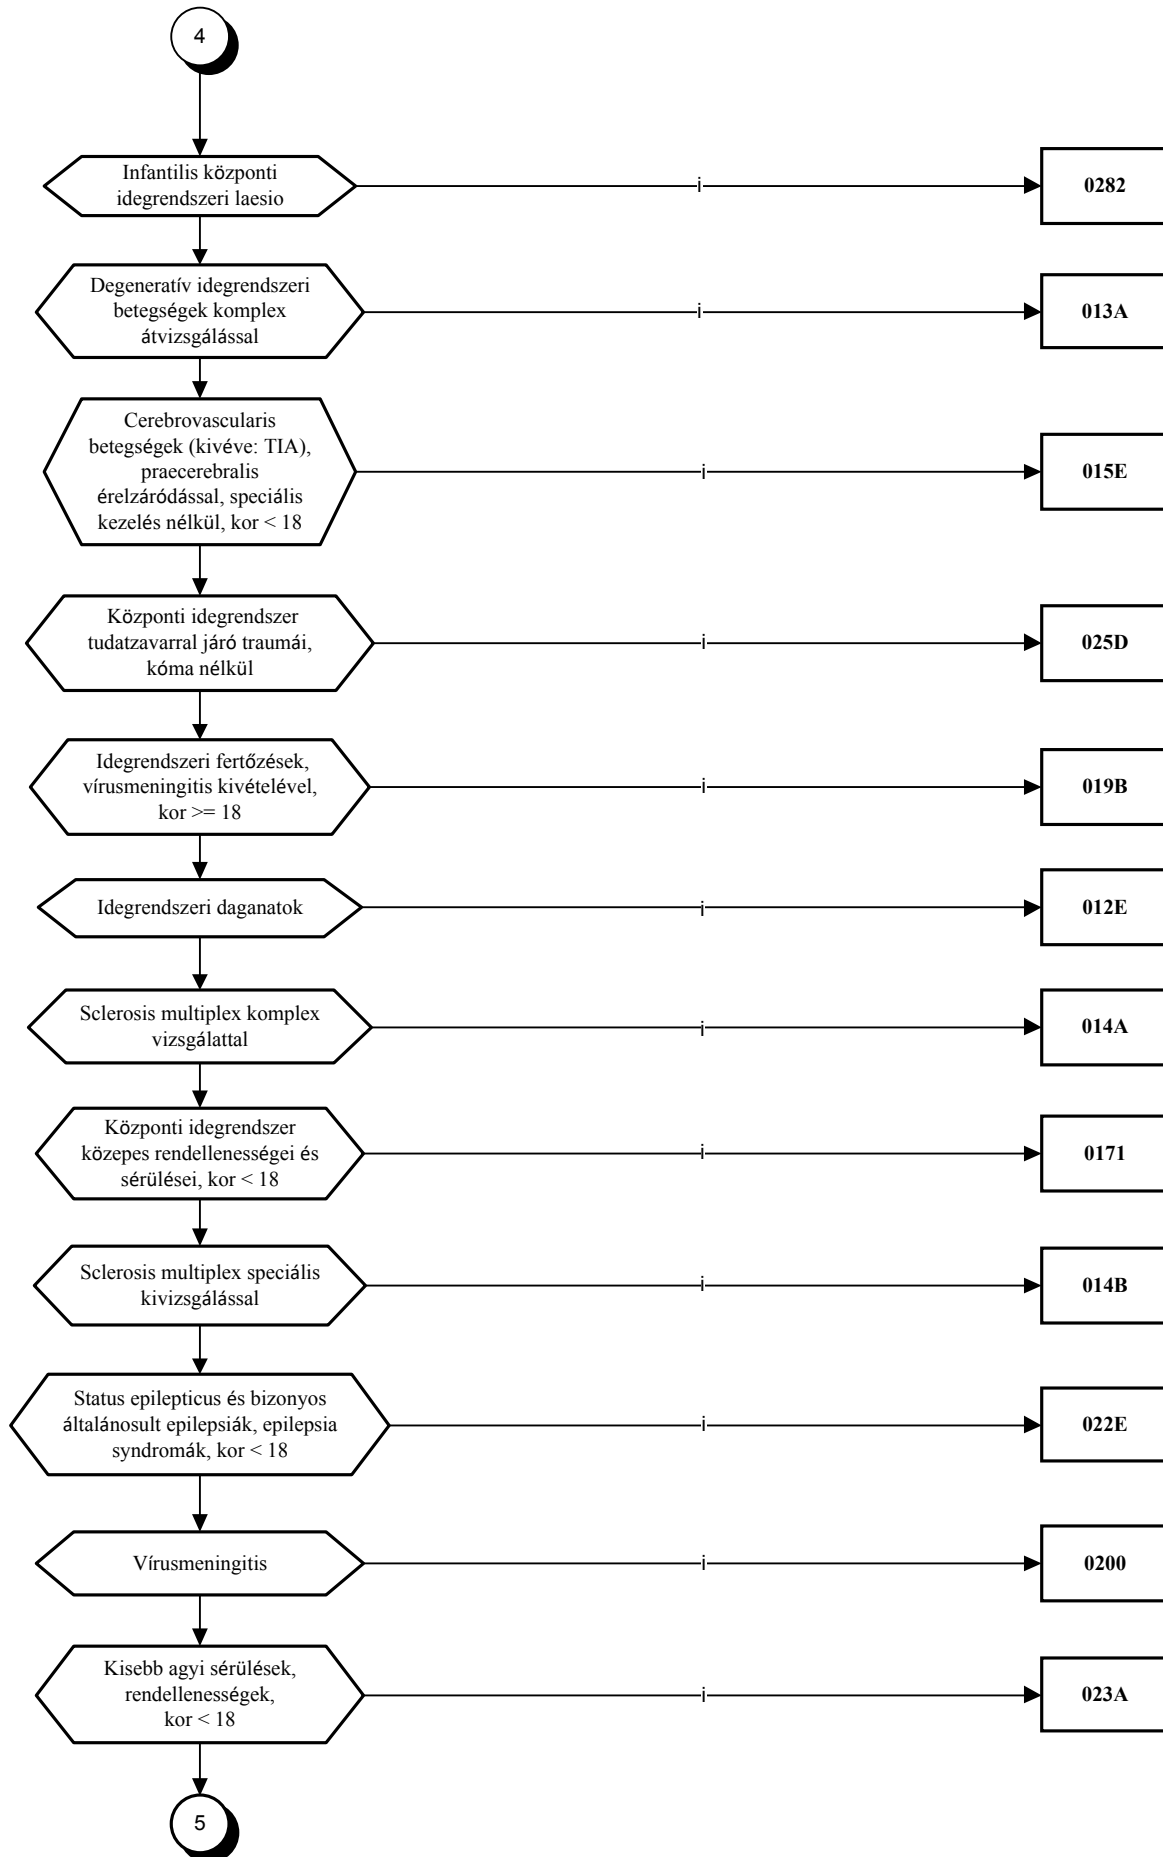 4
Infantilis központi
idegrendszeri laesio
i
0282
Degeneratív idegrendszeri
betegségek komplex
átvizsgálással
i
013A
Cerebrovascularis
betegségek (kivéve: TIA),
praecerebralis
érelzáródással, speciális
kezelés nélkül, kor < 18
i
015E
Központi idegrendszer
tudatzavarral járó traumái,
kóma nélkül
i
025D
Idegrendszeri fertőzések,
vírusmeningitis kivételével,
kor >= 18
i
019B
Idegrendszeri daganatok
i
012E
Sclerosis multiplex komplex
vizsgálattal
i
014A
Központi idegrendszer
közepes rendellenességei és
sérülései, kor < 18
i
0171
Sclerosis multiplex speciális
kivizsgálással
i
014B
Status epilepticus és bizonyos
általánosult epilepsiák, epilepsia
syndromák, kor < 18
i
022E
Vírusmeningitis
i
0200
Kisebb agyi sérülések,
rendellenességek,
kor < 18
i
023A
5